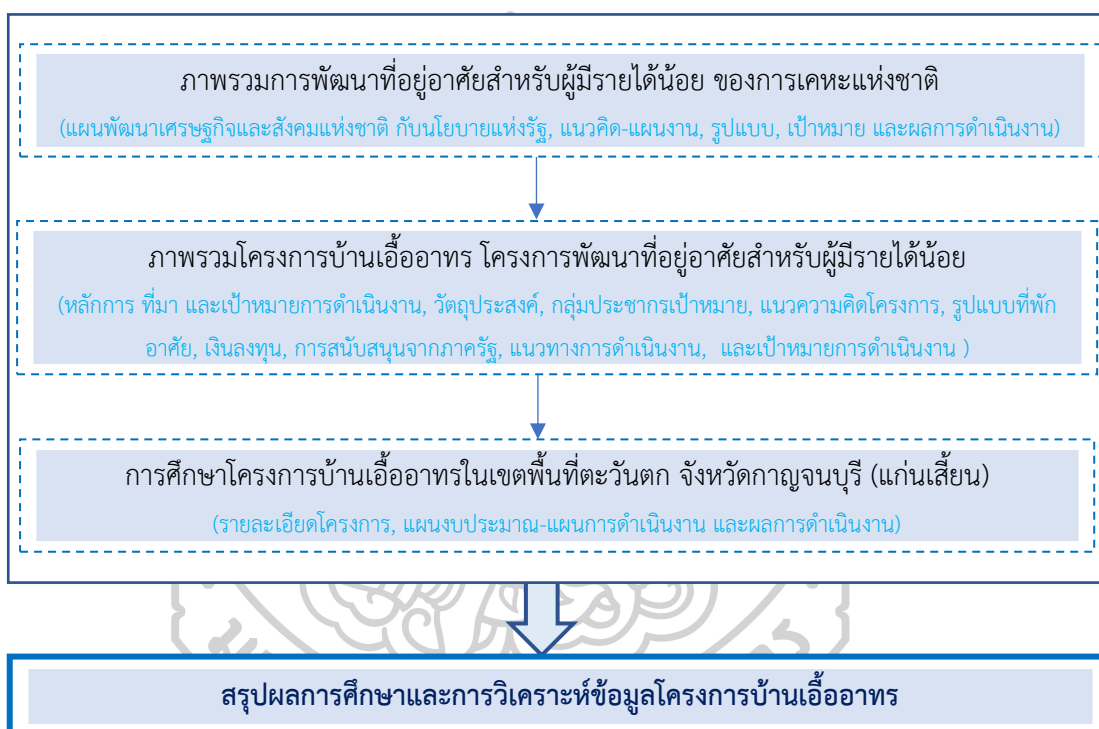 ภาพรวมการพัฒนาที่อยู่อาศัยสำหรับผู้มีรายได้น้อย ของการเคหะแห่งชาติ
(แผนพัฒนาเศรษฐกิจและสังคมแห่งชาติ กับนโยบายแห่งรัฐ, แนวคิด-แผนงาน, รูปแบบ, เป้าหมาย และผลการดำเนินงาน)
ภาพรวมโครงการบ้านเอื้ออาทร โครงการพัฒนาที่อยู่อาศัยสำหรับผู้มีรายได้น้อย
(หลักการ ที่มา และเป้าหมายการดำเนินงาน, วัตถุประสงค์, กลุ่มประชากรเป้าหมาย, แนวความคิดโครงการ, รูปแบบที่พัก
อาศัย, เงินลงทุน, การสนับสนุนจากภาครัฐ, แนวทางการดำเนินงาน, และเป้าหมายการดำเนินงาน )
การศึกษาโครงการบ้านเอื้ออาทรในเขตพื้นที่ตะวันตก จังหวัดกาญจนบุรี (แก่นเสี้ยน)
(รายละเอียดโครงการ, แผนงบประมาณ-แผนการดำเนินงาน และผลการดำเนินงาน)
สรุปผลการศึกษาและการวิเคราะห์ข้อมูลโครงการบ้านเอื้ออาทร